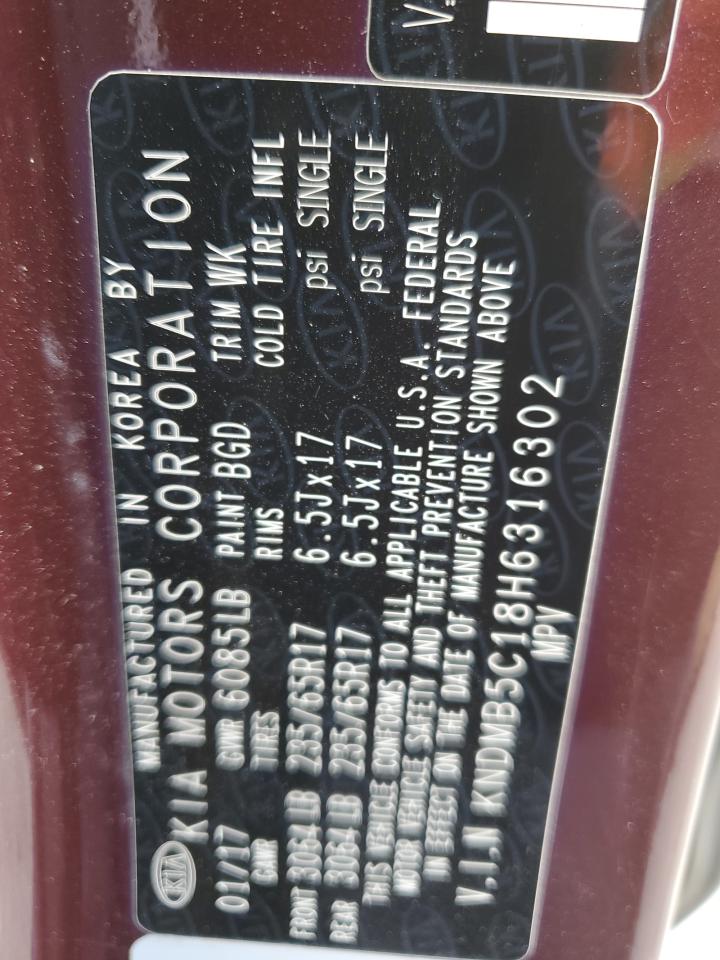 V.
MANUFACTURED IN KOREA BY
KIA KIA MOTORS CORPORATION
01/17 GVWR 6085LB PAINT BGD TRIM WK
GAWR TIRES RIMS COLD TIRE INFL
FRONT 3064LB 235/65R17 6.5Jx17 psi SINGLE
REAR 3064LB 235/65R17 6.5Jx17 psi SINGLE
THIS VEHICLE CONFORMS TO ALL APPLICABLE U.S.A. FEDERAL
MOTOR VEHICLE SAFETY AND THEFT PREVENTION STANDARDS
IN EFFECT ON THE DATE OF MANUFACTURE SHOWN ABOVE
V.I.N KNDMB5C18H6316302
MPV